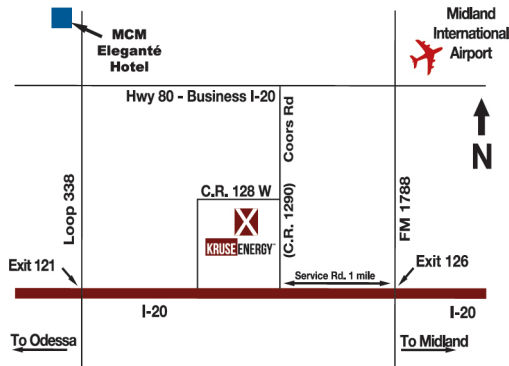 MCM
Eleganté
Hotel
Midland
International
Airport
Hwy 80 - Business I-20
Coors Rd
N
C.R. 128 W
Loop 338
(C.R. 1290)
FM 1788
KRUSE ENERGY™
Exit 121
Service Rd. 1 mile
Exit 126
I-20
I-20
To Odessa
To Midland